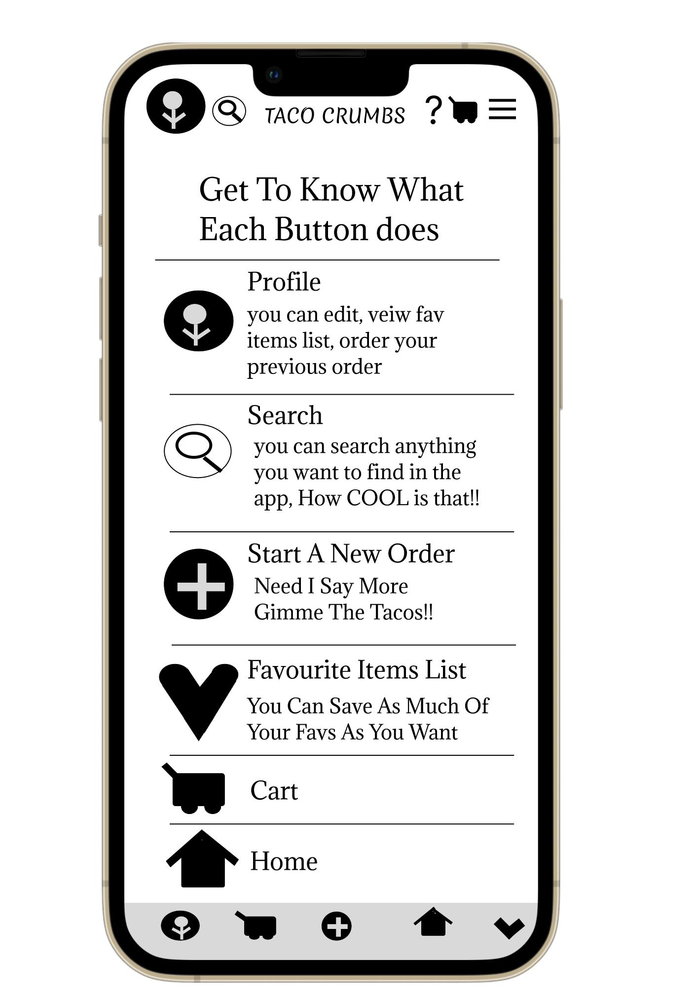 TACO CRUMBS ?
Get To Know What
Each Button does
Profile
you can edit, veiw fav
items list, order your
previous order
Search
you can search anything
you want to find in the
app, How COOL is that!!
Start A New Order
Need I Say More
Gimme The Tacos!!
Favourite Items List
You Can Save As Much Of
Your Favs As You Want
Cart
Home